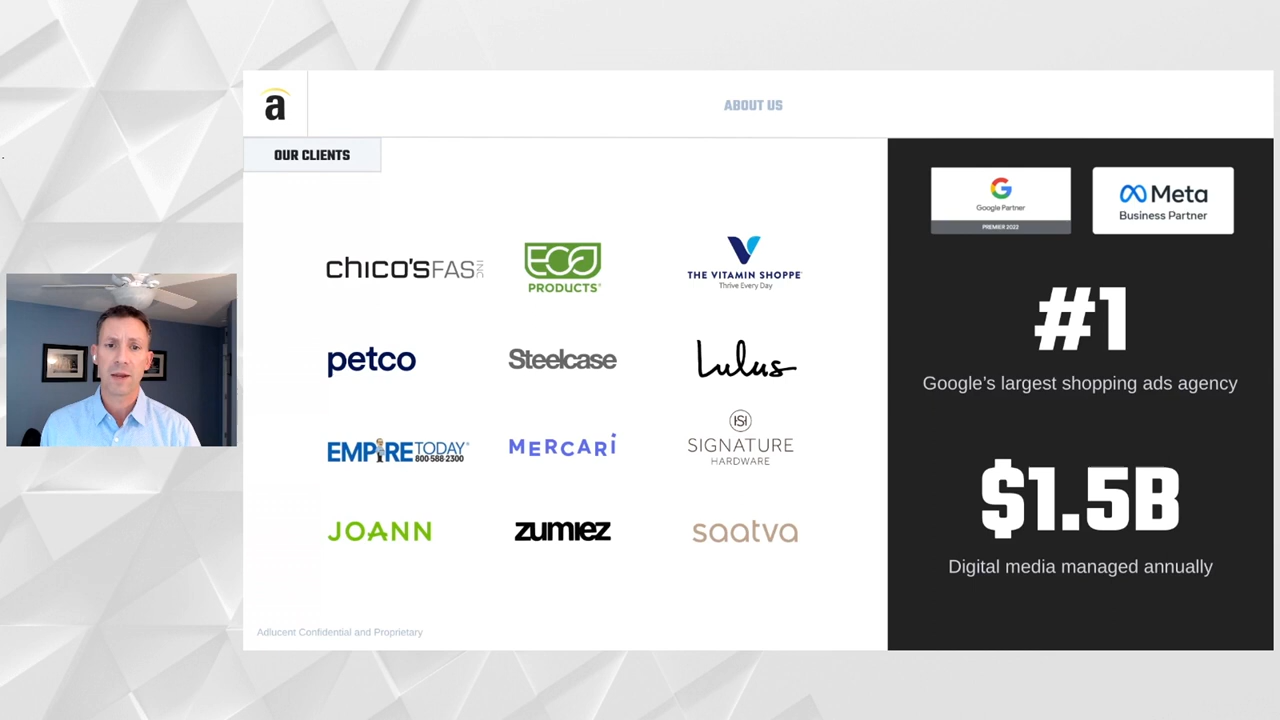 a
ABOUT US
OUR CLIENTS
chico's FAS INC
ECO
PRODUCTS®
THE VITAMIN SHOPPE
Thrive Every Day
petco
Steelcase
Lulus
EMPIRE TODAY®
800·588·2300
MERCARI
ISI
SIGNATURE
HARDWARE
JOANN
zumiez
saatva
Adlucent Confidential and Proprietary
G
Google Partner
PREMIER 2022
Meta
Business Partner
#1
Google's largest shopping ads agency
$1.5B
Digital media managed annually